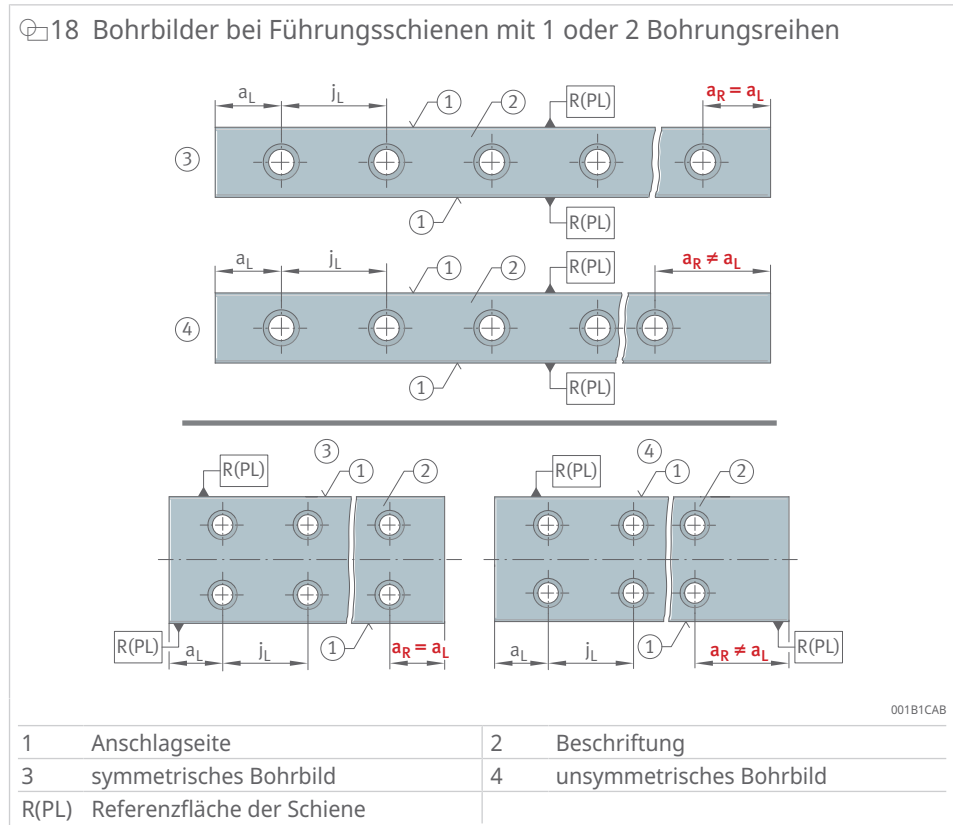 18 Bohrbilder bei Führungsschienen mit 1 oder 2 Bohrungsreihen
aL jL 1 2 R(PL) aR = aL
3
1 R(PL)
aL jL 1 2 R(PL) aR ≠ aL
4
1 R(PL)
3 4
R(PL) 1 2 R(PL) 1 2
R(PL) aL jL 1 aR = aL aL jL 1 aR ≠ aL R(PL)
001B1CAB
1 Anschlagseite 2 Beschriftung
3 symmetrisches Bohrbild 4 unsymmetrisches Bohrbild
R(PL) Referenzfläche der Schiene